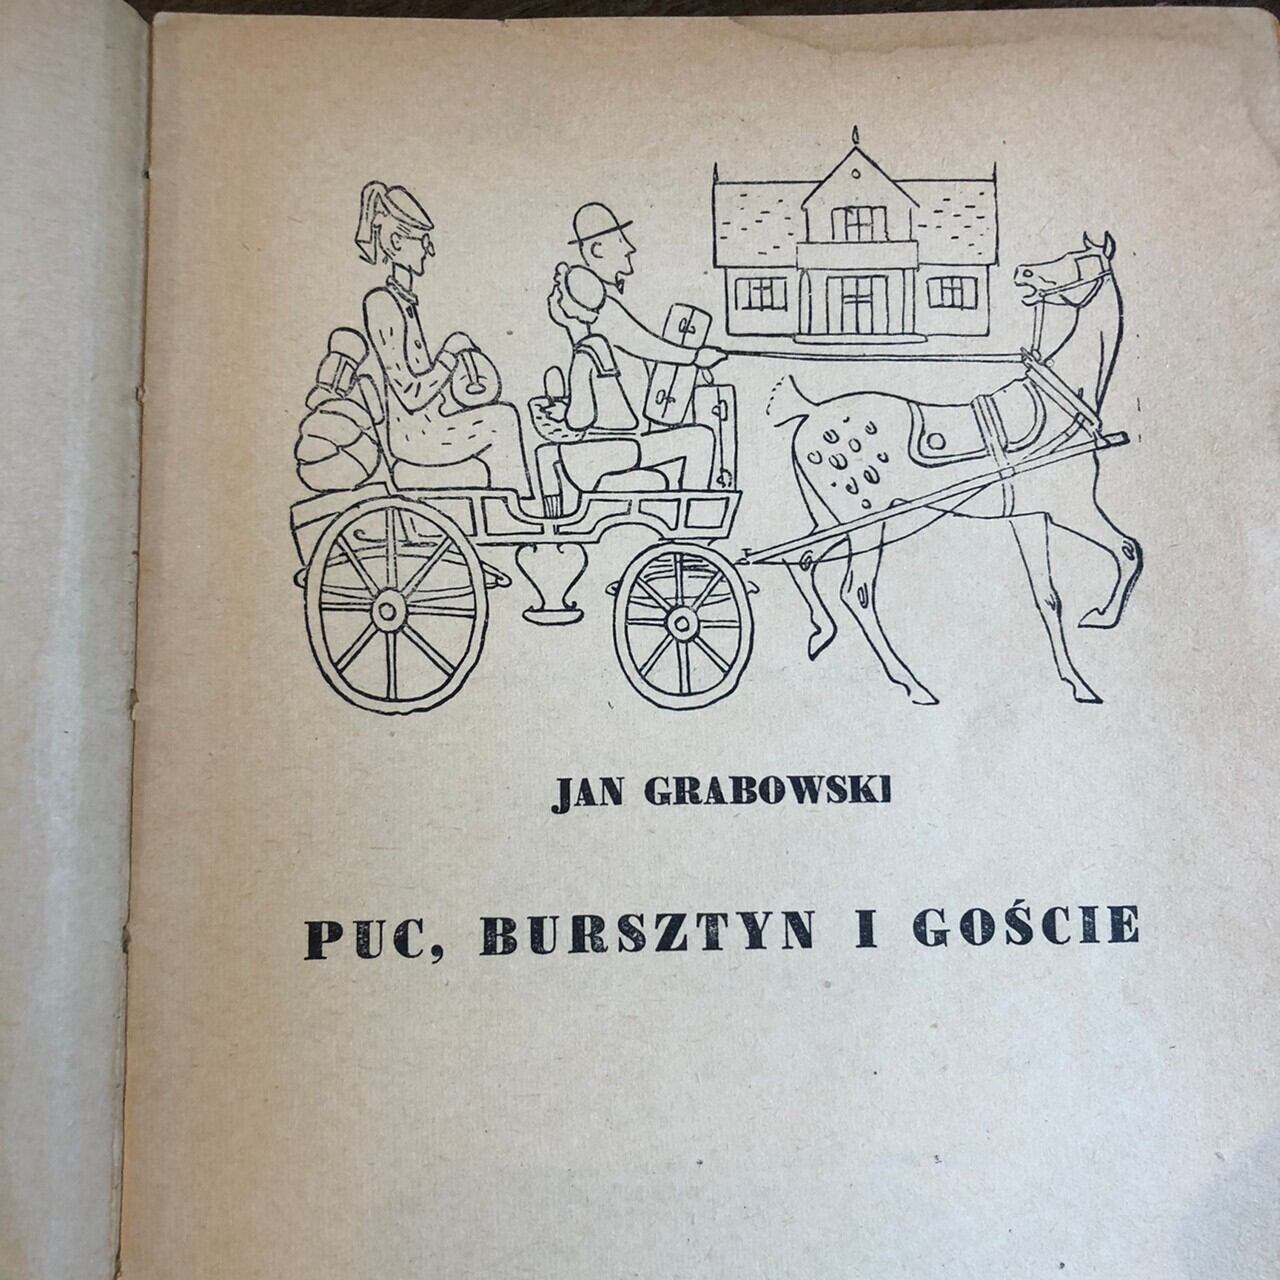 JAN GRABOWSKI
PUC, BURSZTYN I GOŚCIE